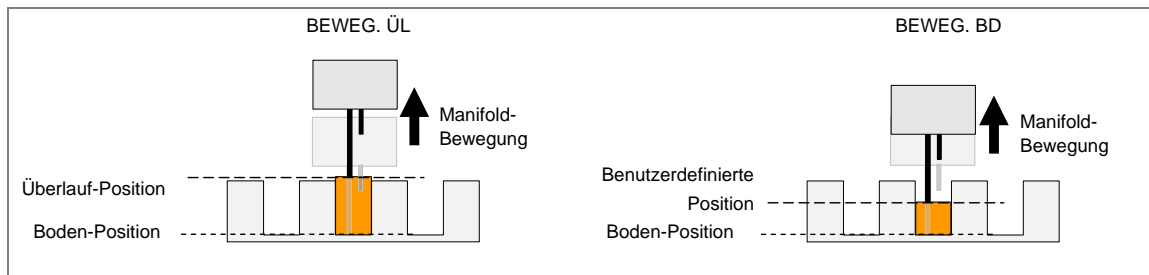 BEWEG. ÜL
Manifold-
Bewegung
Überlauf-Position
Boden-Position
BEWEG. BD
Manifold-
Bewegung
Benutzerdefinierte
Position
Boden-Position